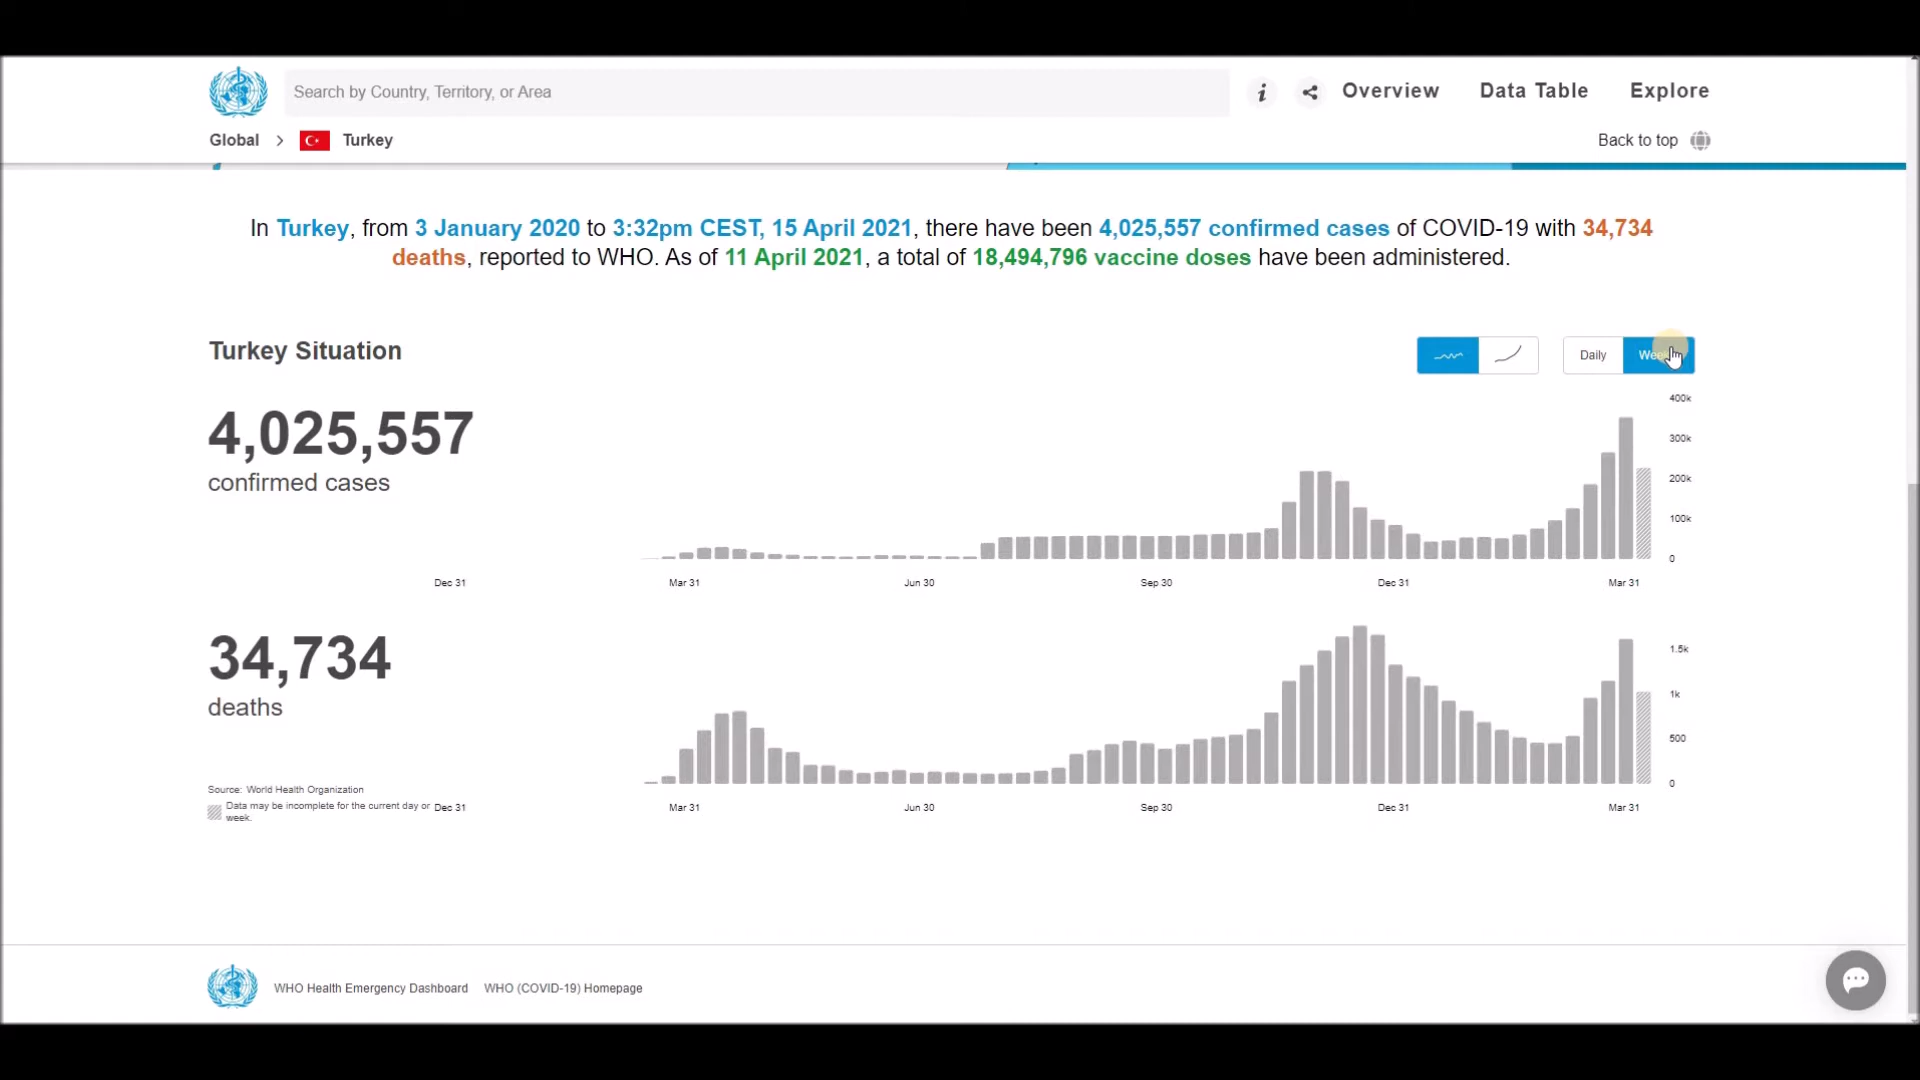 Search by Country, Territory, or Area
i
Overview
Data Table
Explore
Global > Turkey
Back to top
In Turkey, from 3 January 2020 to 3:32pm CEST, 15 April 2021, there have been 4,025,557 confirmed cases of COVID-19 with 34,734
deaths, reported to WHO. As of 11 April 2021, a total of 18,494,796 vaccine doses have been administered.
Turkey Situation
Daily
4,025,557
confirmed cases
400k
300k
200k
100k
0
Dec 31
Mar 31
Jun 30
Sep 30
Dec 31
Mar 31
34,734
deaths
1.5k
1k
500
0
Source: World Health Organization
Data may be incomplete for the current day or
week.
Dec 31
Mar 31
Jun 30
Sep 30
Dec 31
Mar 31
WHO Health Emergency Dashboard
WHO (COVID-19) Homepage